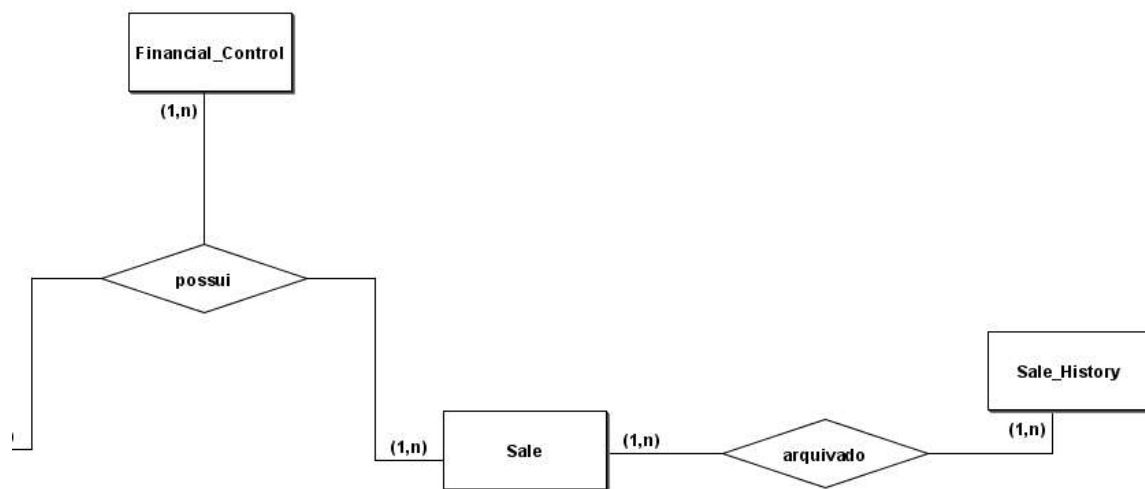 Financial_Control
(1,n)
possui
Sale_History
(1,n)
(1,n)
Sale
(1,n)
arquivado
)